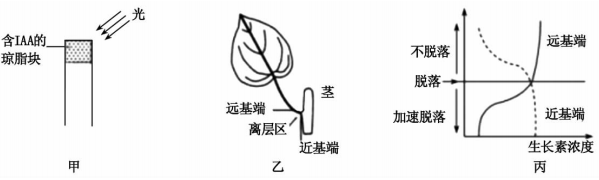 含IAA的
琼脂块
光
甲
远基端
离层区
茎
近基端
乙
不脱落
脱落
加速脱落
远基端
近基端
生长素浓度
丙